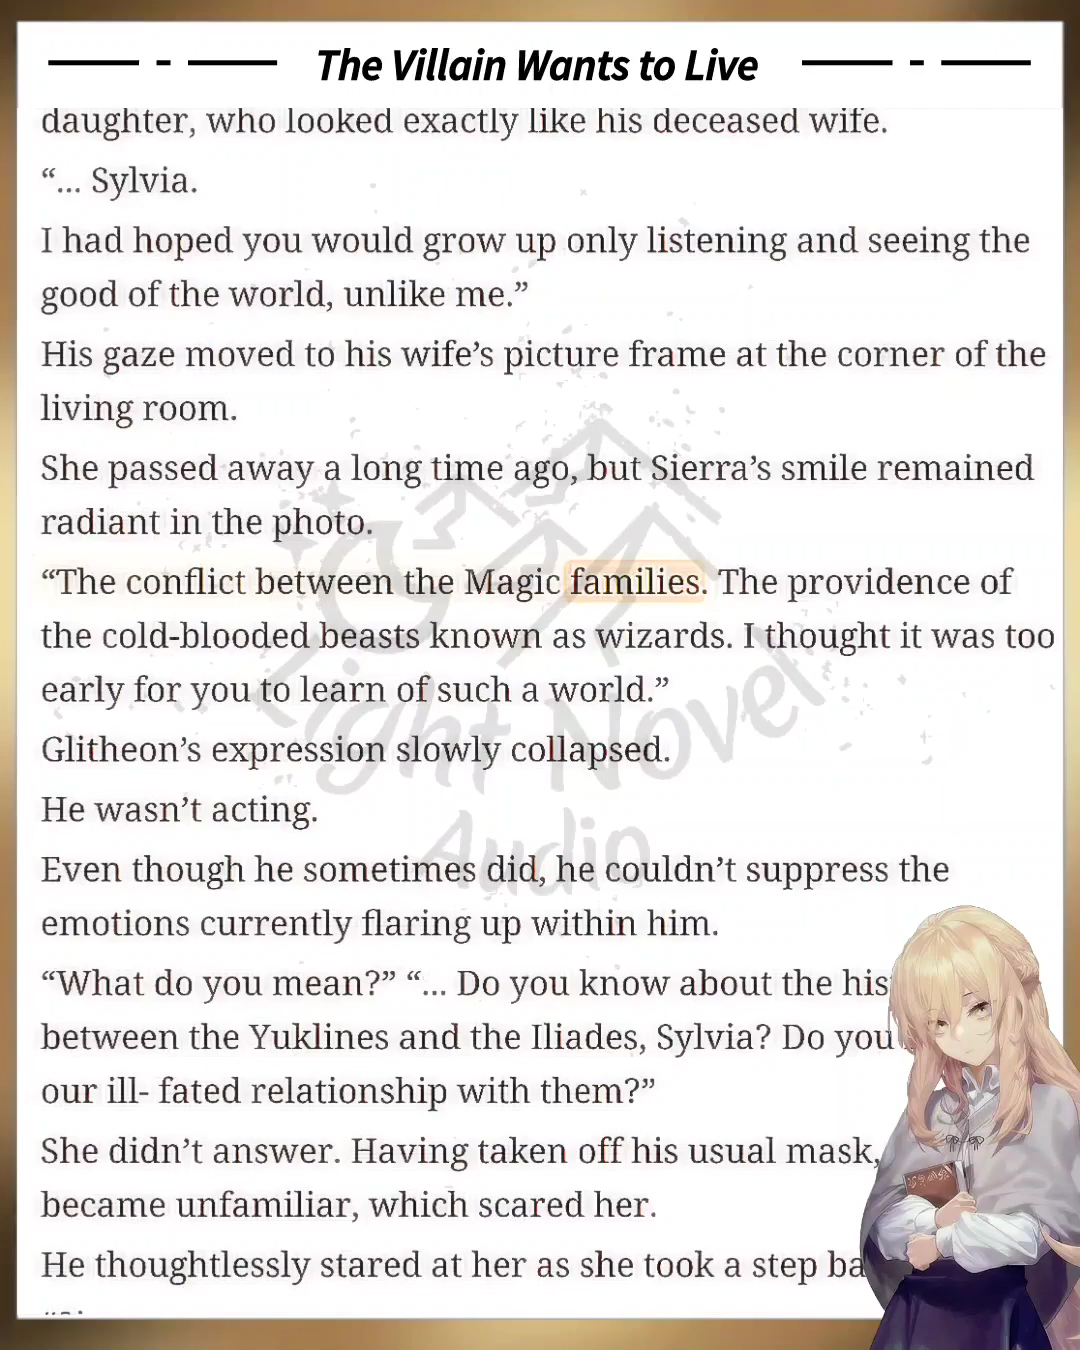 The Villain Wants to Live
daughter, who looked exactly like his deceased wife.
“... Sylvia.
I had hoped you would grow up only listening and seeing the
good of the world, unlike me.”
His gaze moved to his wife’s picture frame at the corner of the
living room.
She passed away a long time ago, but Sierra’s smile remained
radiant in the photo.
“The conflict between the Magic families. The providence of
the cold-blooded beasts known as wizards. I thought it was too
early for you to learn of such a world.”
Glitheon’s expression slowly collapsed.
He wasn’t acting.
Even though he sometimes did, he couldn’t suppress the
emotions currently flaring up within him.
“What do you mean?” “... Do you know about the his
between the Yuklines and the Iliades, Sylvia? Do you
our ill- fated relationship with them?”
She didn’t answer. Having taken off his usual mask,
became unfamiliar, which scared her.
He thoughtlessly stared at her as she took a step ba
Light Novel
Audio